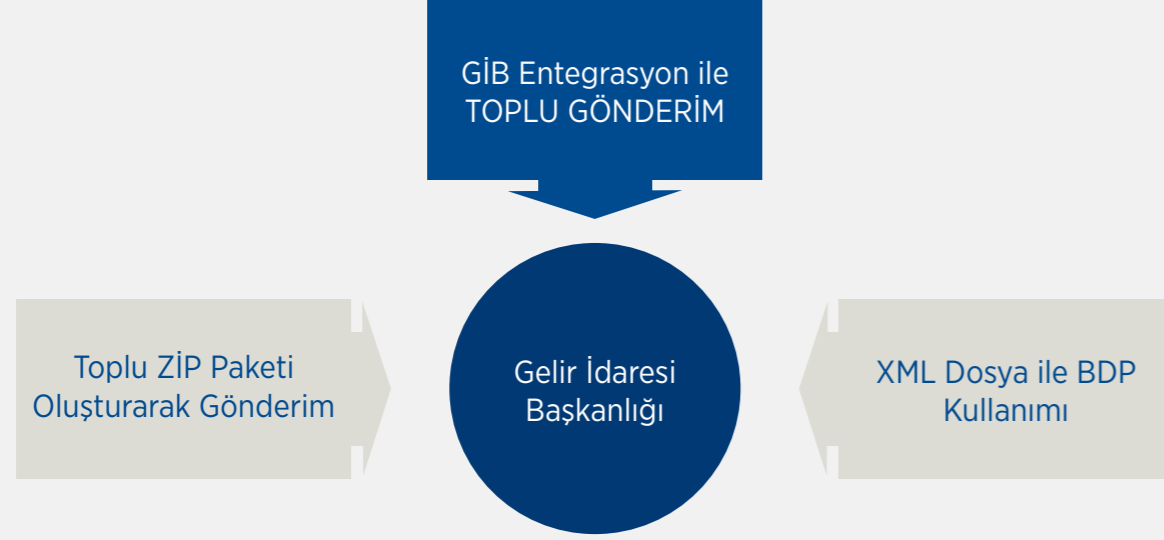 GİB Entegrasyon ile
TOPLU GÖNDERİM
Toplu ZİP Paketi
Oluşturarak Gönderim
Gelir İdaresi
Başkanlığı
XML Dosya ile BDP
Kullanımı